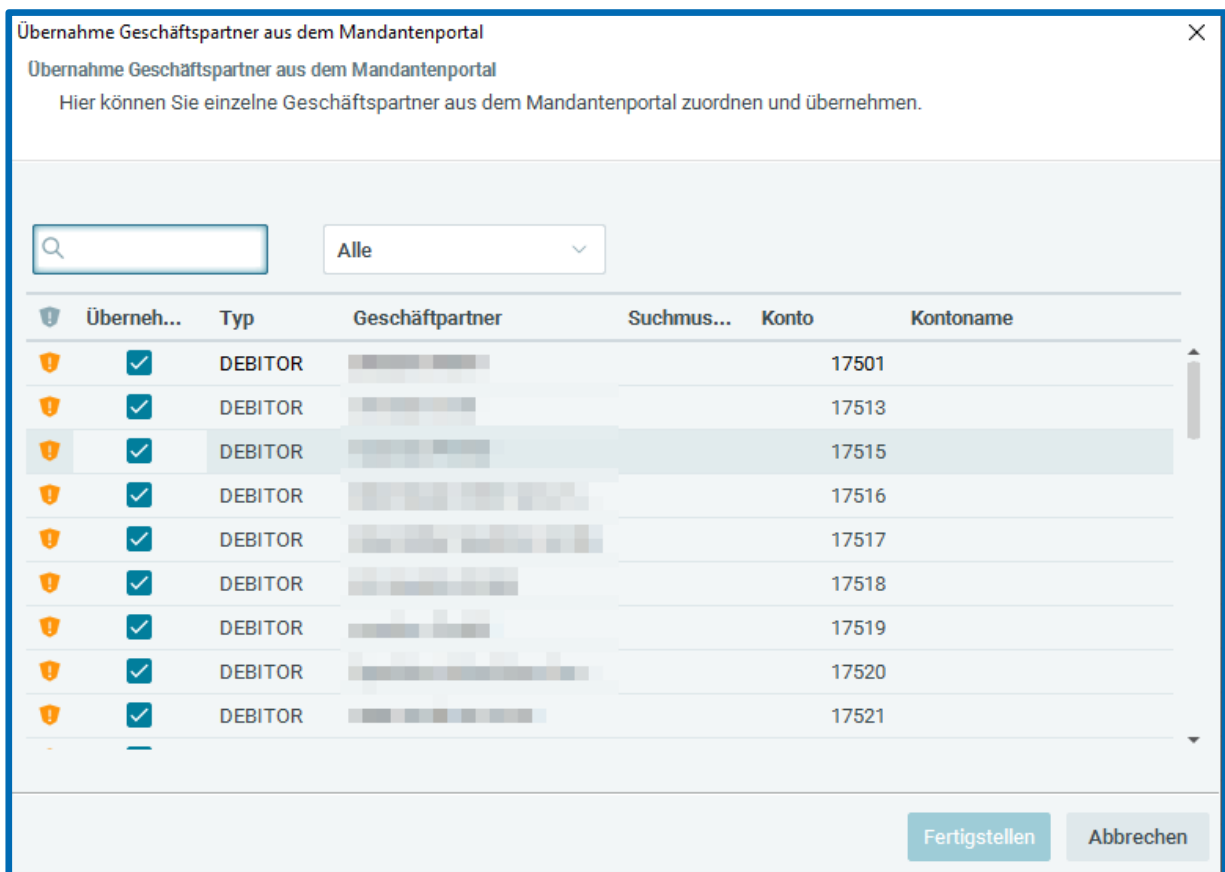 Übernahme Geschäftspartner aus dem Mandantenportal
Übernahme Geschäftspartner aus dem Mandantenportal
Hier können Sie einzelne Geschäftspartner aus dem Mandantenportal zuordnen und übernehmen.
Alle
Überneh... Typ Geschäftpartner Suchmus... Konto Kontoname
DEBITOR 17501
DEBITOR 17513
DEBITOR 17515
DEBITOR 17516
DEBITOR 17517
DEBITOR 17518
DEBITOR 17519
DEBITOR 17520
DEBITOR 17521
Fertigstellen Abbrechen